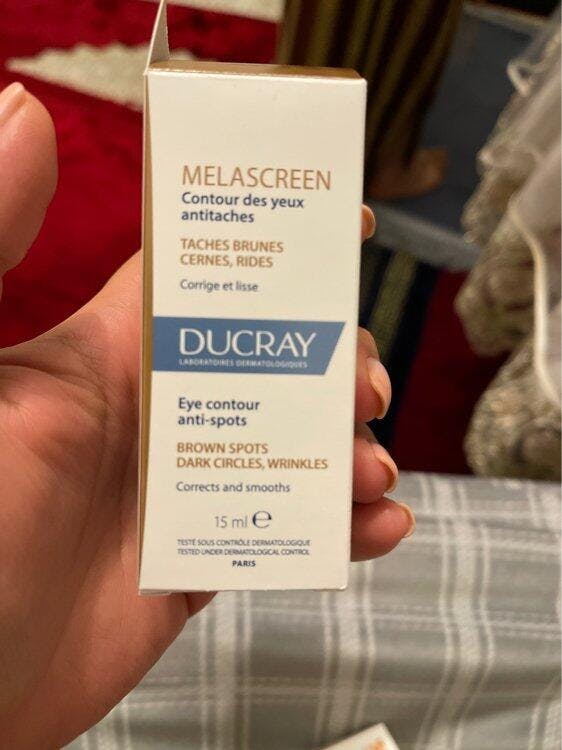 MELASCREEN
Contour des yeux
antitaches
TACHES BRUNES
CERNES, RIDES
Corrige et lisse
DUCRAY
LABORATOIRES DERMATOLOGIQUES
Eye contour
anti-spots
BROWN SPOTS
DARK CIRCLES, WRINKLES
Corrects and smooths
15 ml ℮
TESTÉ SOUS CONTRÔLE DERMATOLOGIQUE
TESTED UNDER DERMATOLOGICAL CONTROL
PARIS